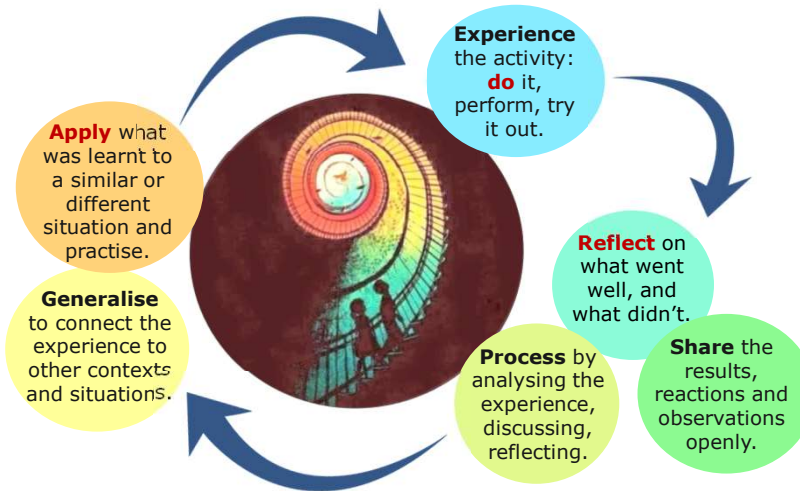 Experience
the activity:
do it,
perform, try
it out.
Reflect on
what went
well, and
what didn't.
Share the
results,
reactions and
observations
openly.
Process by
analysing the
experience,
discussing,
reflecting.
Generalise
to connect the
experience to
other contexts
and situations.
Apply what
was learnt to
a similar or
different
situation and
practise.